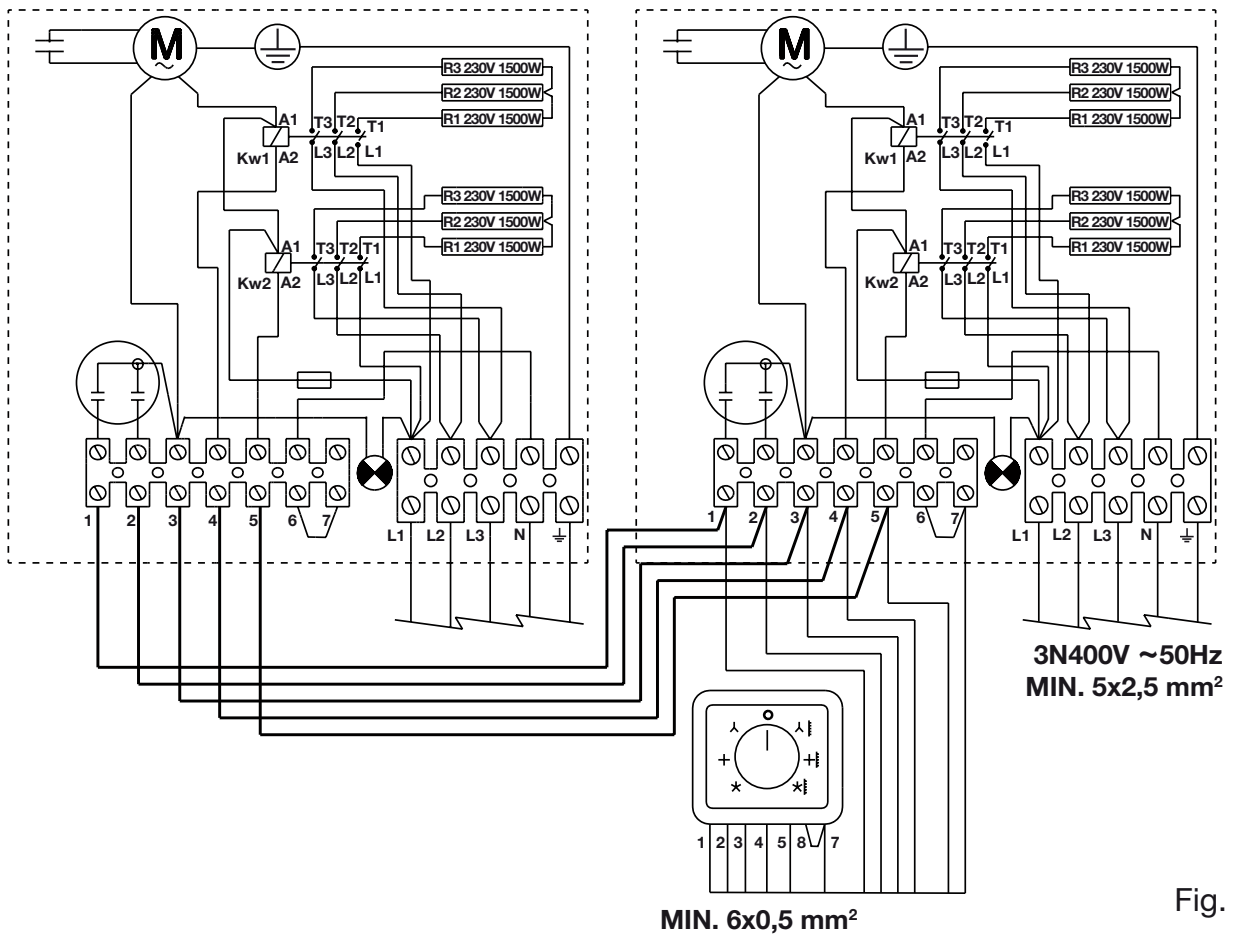 M
R3 230V 1500W
R2 230V 1500W
R1 230V 1500W
A1
T3 T2 T1
Kw1 A2 L3 L2 L1
R3 230V 1500W
R2 230V 1500W
R1 230V 1500W
A1 T3 T2 T1
Kw2 A2 L3 L2 L1
1 2 3 4 5 6 7
L1 L2 L3 N
M
R3 230V 1500W
R2 230V 1500W
R1 230V 1500W
A1
T3 T2 T1
Kw1 A2 L3 L2 L1
R3 230V 1500W
R2 230V 1500W
R1 230V 1500W
A1 T3 T2 T1
Kw2 A2 L3 L2 L1
1 2 3 4 5 6 7
L1 L2 L3 N
3N400V ~50Hz
MIN. 5x2,5 mm²
1 2 3 4 5 8 7
MIN. 6x0,5 mm²
Fig.